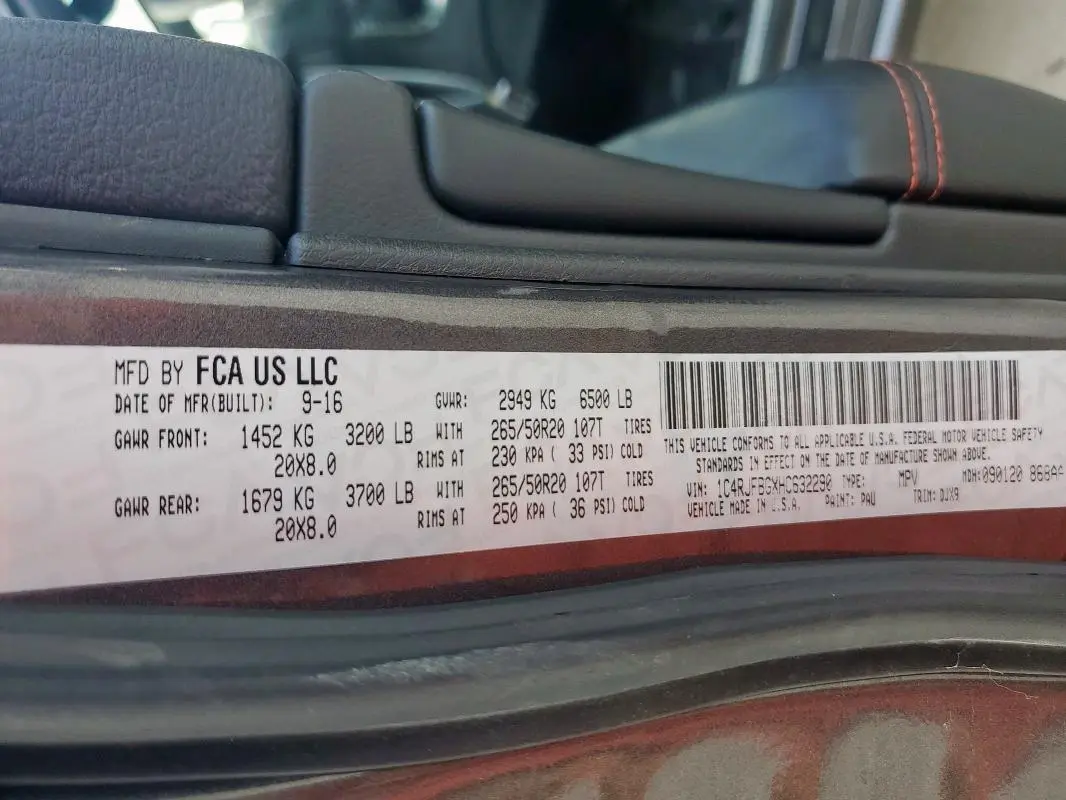 MFD BY FCA US LLC
DATE OF MFR(BUILT): 9-16 GVWR: 2949 KG 6500 LB
GAWR FRONT: 1452 KG 3200 LB WITH 265/50R20 107T TIRES
20X8.0 RIMS AT 230 KPA ( 33 PSI) COLD
GAWR REAR: 1679 KG 3700 LB WITH 265/50R20 107T TIRES
20X8.0 RIMS AT 250 KPA ( 36 PSI) COLD
THIS VEHICLE CONFORMS TO ALL APPLICABLE U.S.A. FEDERAL MOTOR VEHICLE SAFETY
STANDARDS IN EFFECT ON THE DATE OF MANUFACTURE SHOWN ABOVE.
VIN: 1C4RJFBGXHC632290 TYPE: MPV MDH:090120 868AA
VEHICLE MADE IN U.S.A. PAINT: PAU TRIM: DJX9